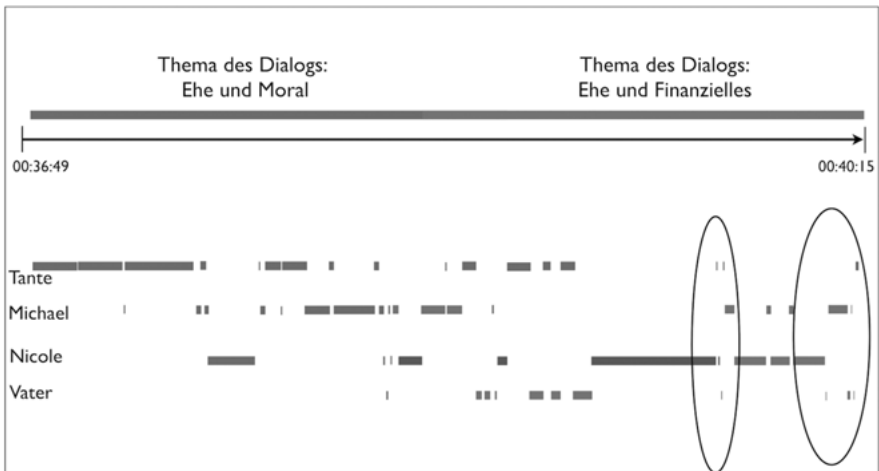 Thema des Dialogs:
Ehe und Moral
Thema des Dialogs:
Ehe und Finanzielles
00:36:49
00:40:15
Tante
Michael
Nicole
Vater